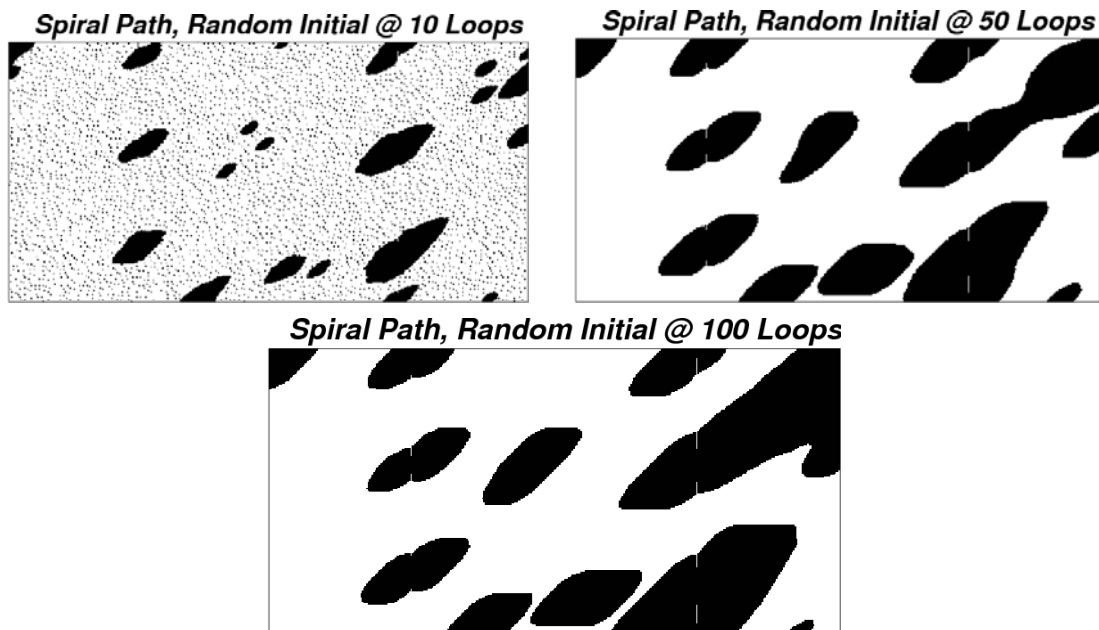 Spiral Path, Random Initial @ 10 Loops
Spiral Path, Random Initial @ 50 Loops
Spiral Path, Random Initial @ 100 Loops